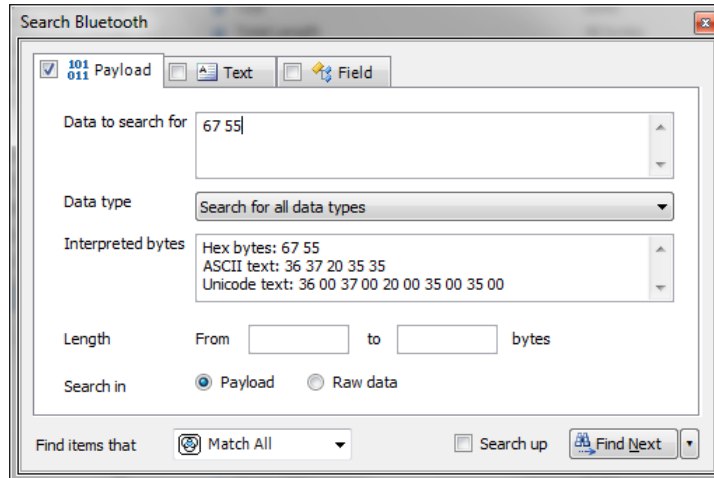 Search Bluetooth
101
011 Payload Text Field
Data to search for 67 55
Data type Search for all data types
Interpreted bytes Hex bytes: 67 55
ASCII text: 36 37 20 35 35
Unicode text: 36 00 37 00 20 00 35 00 35 00
Length From to bytes
Search in Payload Raw data
Find items that Match All Search up Find Next